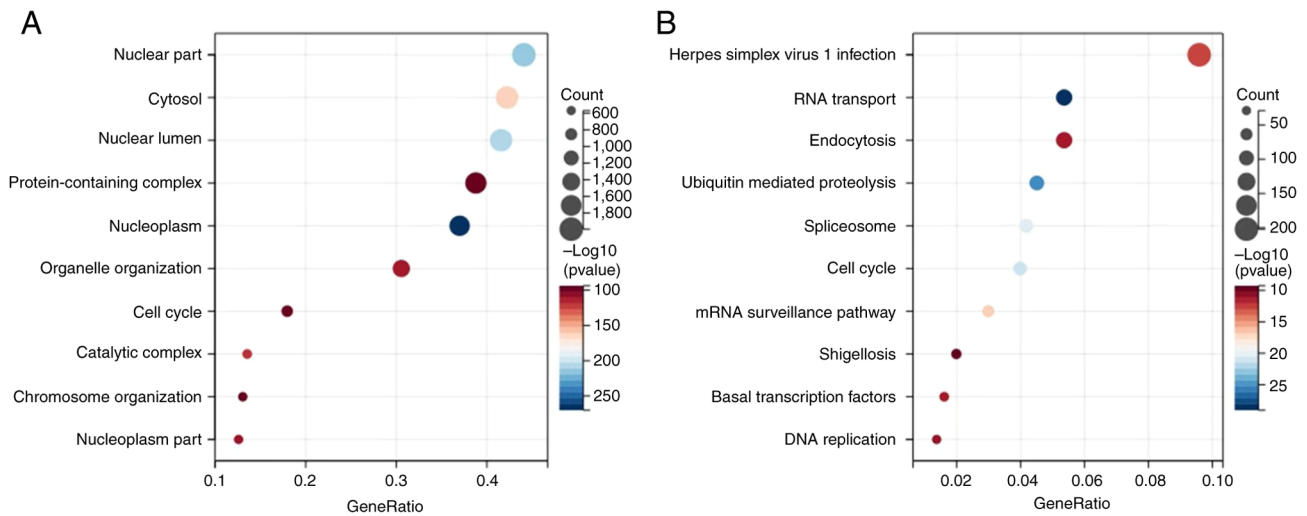 A
Nuclear part
Cytosol
Nuclear lumen
Protein-containing complex
Nucleoplasm
Organelle organization
Cell cycle
Catalytic complex
Chromosome organization
Nucleoplasm part
0.1 0.2 0.3 0.4
GeneRatio
Count
600
800
1,000
1,200
1,400
1,600
1,800
–Log10
(pvalue)
100
150
200
250
B
Herpes simplex virus 1 infection
RNA transport
Endocytosis
Ubiquitin mediated proteolysis
Spliceosome
Cell cycle
mRNA surveillance pathway
Shigellosis
Basal transcription factors
DNA replication
0.02 0.04 0.06 0.08 0.10
GeneRatio
Count
50
100
150
200
–Log10
(pvalue)
10
15
20
25